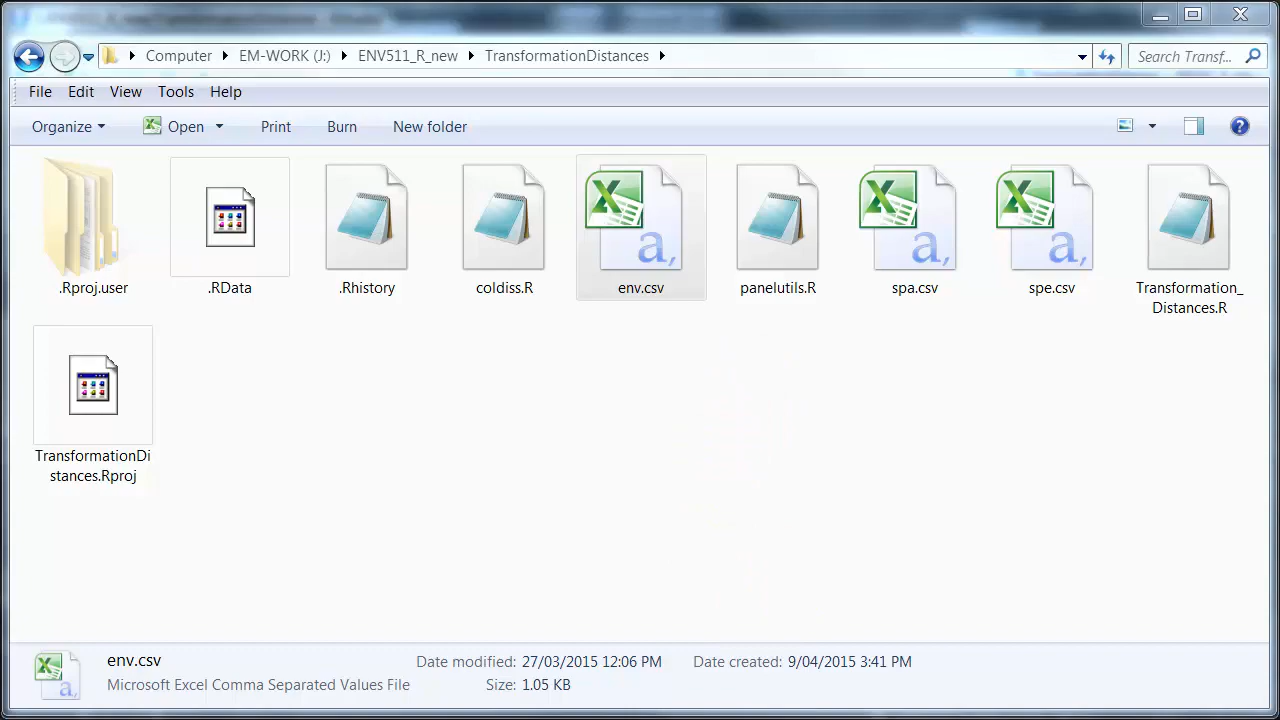 Computer EM-WORK (J:) ENV511_R_new TransformationDistances Search Transf...
File Edit View Tools Help
Organize Open Print Burn New folder
.Rproj.user .RData .Rhistory coldiss.R env.csv panelutils.R spa.csv spe.csv Transformation_
Distances.R
TransformationDi
stances.Rproj
env.csv Date modified: 27/03/2015 12:06 PM Date created: 9/04/2015 3:41 PM
Microsoft Excel Comma Separated Values File Size: 1.05 KB